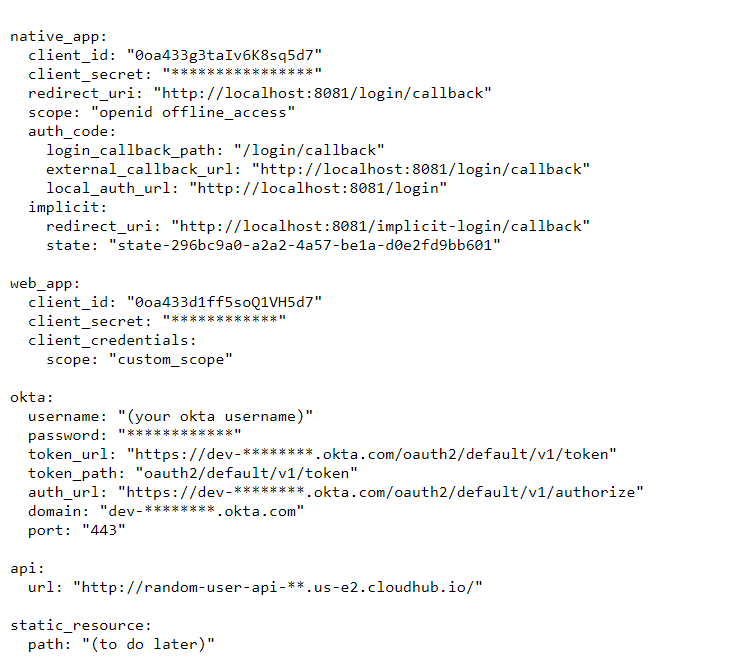 native_app:
  client_id: "0oa433g3taIv6K8sq5d7"
  client_secret: "****************"
  redirect_uri: "http://localhost:8081/login/callback"
  scope: "openid offline_access"
  auth_code:
    login_callback_path: "/login/callback"
    external_callback_url: "http://localhost:8081/login/callback"
    local_auth_url: "http://localhost:8081/login"
  implicit:
    redirect_uri: "http://localhost:8081/implicit-login/callback"
    state: "state-296bc9a0-a2a2-4a57-be1a-d0e2fd9bb601"

web_app:
  client_id: "0oa433d1ff5soQ1VH5d7"
  client_secret: "************"
  client_credentials:
    scope: "custom_scope"

okta:
  username: "(your okta username)"
  password: "************"
  token_url: "https://dev-********.okta.com/oauth2/default/v1/token"
  token_path: "oauth2/default/v1/token"
  auth_url: "https://dev-********.okta.com/oauth2/default/v1/authorize"
  domain: "dev-********.okta.com"
  port: "443"

api:
  url: "http://random-user-api-**.us-e2.cloudhub.io/"

static_resource:
  path: "(to do later)"